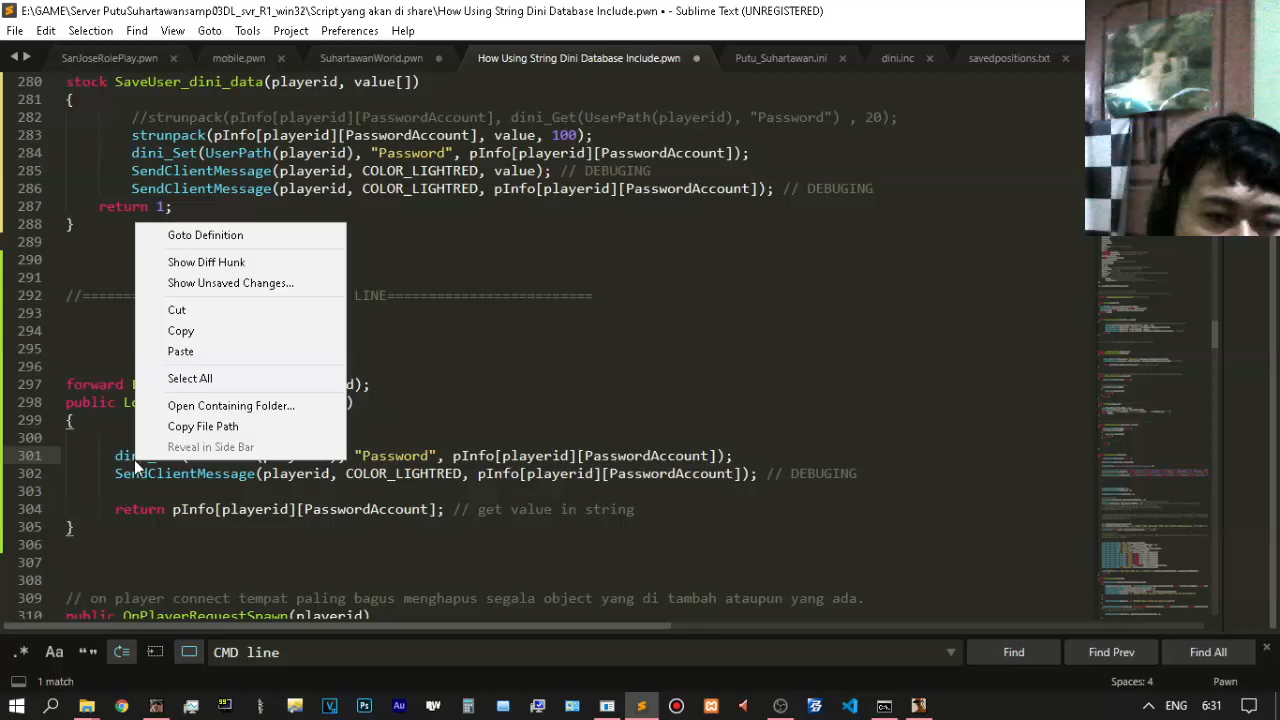 E:\GAME\Server PutuSuhartawansamp03DL_svr_R1_win32\Script yang akan di share\How Using String Dini Database Include.pwn • - Sublime Text (UNREGISTERED)
File Edit Selection Find View Goto Tools Project Preferences Help
SanJoseRolePlay.pwn mobile.pwn SuhartawanWorld.pwn How Using String Dini Database Include.pwn Putu_Suhartawan.ini dini.inc savedpositions.txt
280 stock SaveUser_dini_data(playerid, value[])
281 {
282 //strunpack(pInfo[playerid][PasswordAccount], dini_Get(UserPath(playerid), "Password") , 20);
283 strunpack(pInfo[playerid][PasswordAccount], value, 100);
284 dini_Set(UserPath(playerid), "Password", pInfo[playerid][PasswordAccount]);
285 SendClientMessage(playerid, COLOR_LIGHTRED, value); // DEBUGING
286 SendClientMessage(playerid, COLOR_LIGHTRED, pInfo[playerid][PasswordAccount]); // DEBUGING
287 return 1;
288 }
289
Goto Definition
290
Show Diff Hunk
291
Show Unsaved Changes...
292 //========= LINE=========================
293
Cut
294
Copy
295
Paste
296
Select All
297 forward L d);
298 public Lo )
Open Containing Folder...
299 {
Copy File Path
300
Reveal in Side Bar
301 din "Password", pInfo[playerid][PasswordAccount]);
302 SendClientMessage(playerid, COLOR_LIGHTRED, pInfo[playerid][PasswordAccount]); // DEBUGING
303
304 return pInfo[playerid][PasswordAccount]; // get value in string
305 }
306
307
308
309 // on player connect tempat paling bagus menghapus segala object yang di tambah ataupun yang ada.
310 public OnPlayerRequestSpawn(playerid)
.* Aa “” CMD line Find Find Prev Find All
1 match Spaces: 4 Pawn
ENG 6:31